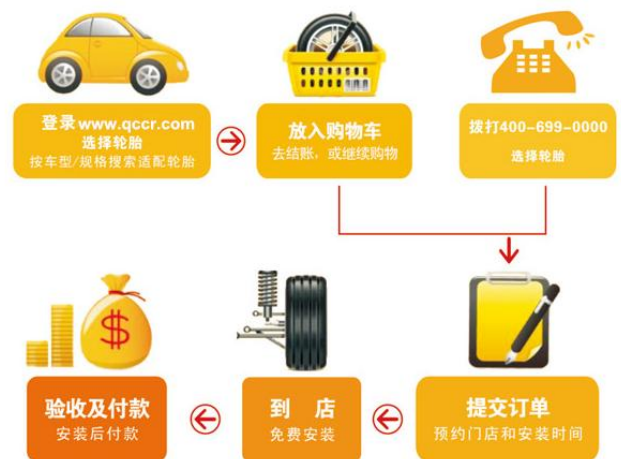 登录www.qccr.com
选择轮胎
按车型/规格搜索适配轮胎
放入购物车
去结账，或继续购物
拨打400-699-0000
选择轮胎
验收及付款
安装后付款
到 店
免费安装
提交订单
预约门店和安装时间